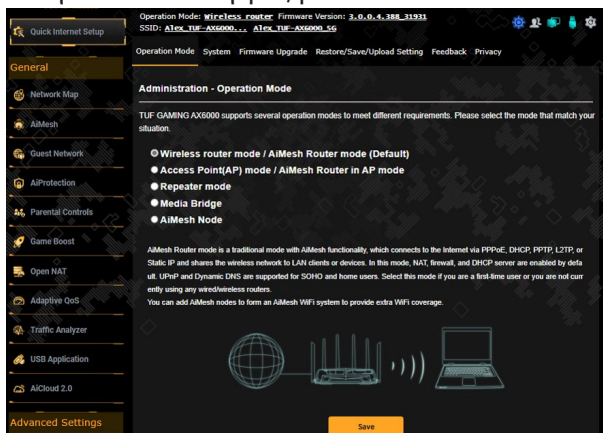 Operation Mode: Wireless router Firmware Version: 3.0.0.4.388_31931
SSID: Alex_TUF-AX6000... Alex_TUF-AX6000_5G
Quick Internet Setup
General
Network Map
AiMesh
Guest Network
AiProtection
Parental Controls
Game Boost
Open NAT
Adaptive QoS
Traffic Analyzer
USB Application
AiCloud 2.0
Advanced Settings
Operation Mode System Firmware Upgrade Restore/Save/Upload Setting Feedback Privacy
Administration - Operation Mode
TUF GAMING AX6000 supports several operation modes to meet different requirements. Please select the mode that match your
situation.
Wireless router mode / AiMesh Router mode (Default)
Access Point(AP) mode / AiMesh Router in AP mode
Repeater mode
Media Bridge
AiMesh Node
AiMesh Router mode is a traditional mode with AiMesh functionality, which connects to the Internet via PPPoE, DHCP, PPTP, L2TP, or
Static IP and shares the wireless network to LAN clients or devices. In this mode, NAT, firewall, and DHCP server are enabled by defa
ult. UPnP and Dynamic DNS are supported for SOHO and home users. Select this mode if you are a first-time user or you are not curr
ently using any wired/wireless routers.
You can add AiMesh nodes to form an AiMesh WiFi system to provide extra WiFi coverage.
Save